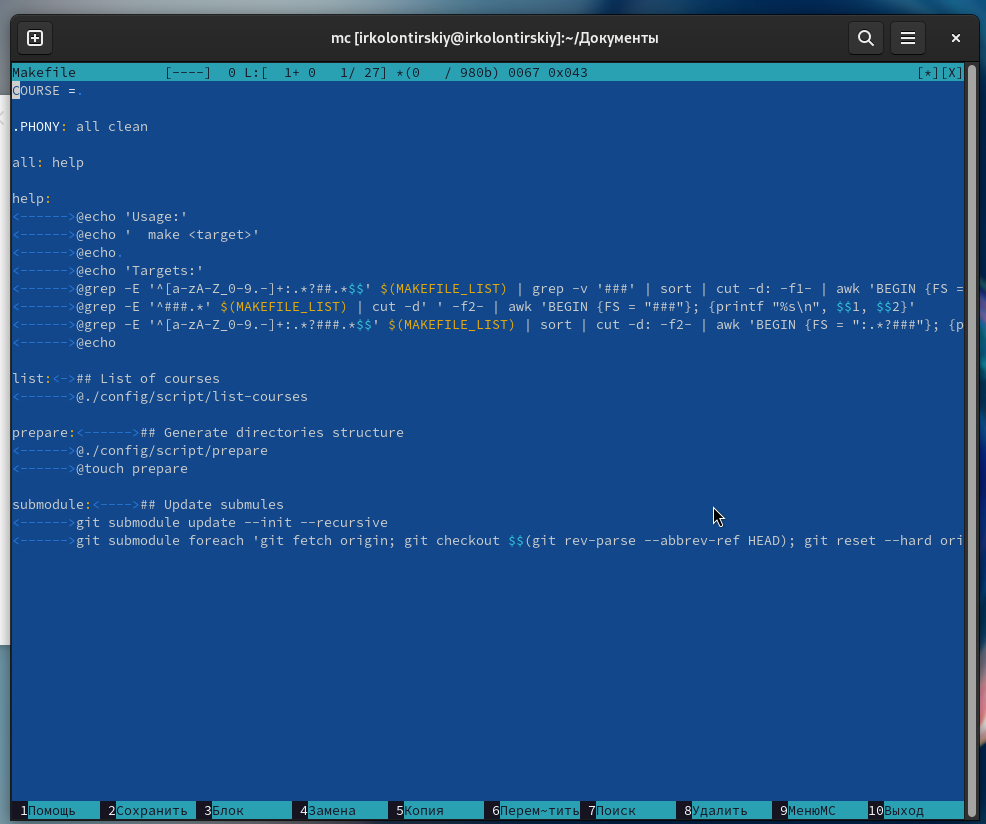 mc [irkolontirskiy@irkolontirskiy]:~/Документы
Makefile [----] 0 L:[ 1+ 0 1/ 27] *(0 / 980b) 0067 0x043 [*][X]
COURSE =.
.PHONY: all clean
all: help
help:
<------>@echo 'Usage:'
<------>@echo '  make <target>'
<------>@echo.
<------>@echo 'Targets:'
<------>@grep -E '^[a-zA-Z_0-9.-]+:.*?##.*$$' $(MAKEFILE_LIST) | grep -v '###' | sort | cut -d: -f1- | awk 'BEGIN {FS =
<------>@grep -E '^###.*' $(MAKEFILE_LIST) | cut -d' ' -f2- | awk 'BEGIN {FS = "###"}; {printf "%s\n", $$1, $$2}'
<------>@grep -E '^[a-zA-Z_0-9.-]+:.*?###.*$$' $(MAKEFILE_LIST) | sort | cut -d: -f2- | awk 'BEGIN {FS = ":.*?###"}; {p
<------>@echo
list:<->## List of courses
<------>@./config/script/list-courses
prepare:<------>## Generate directories structure
<------>@./config/script/prepare
<------>@touch prepare
submodule:<---->## Update submules
<------>git submodule update --init --recursive
<------>git submodule foreach 'git fetch origin; git checkout $$(git rev-parse --abbrev-ref HEAD); git reset --hard ori
1Помощь 2Сохранить 3Блок 4Замена 5Копия 6Перем~тить 7Поиск 8Удалить 9МенюМС 10Выход